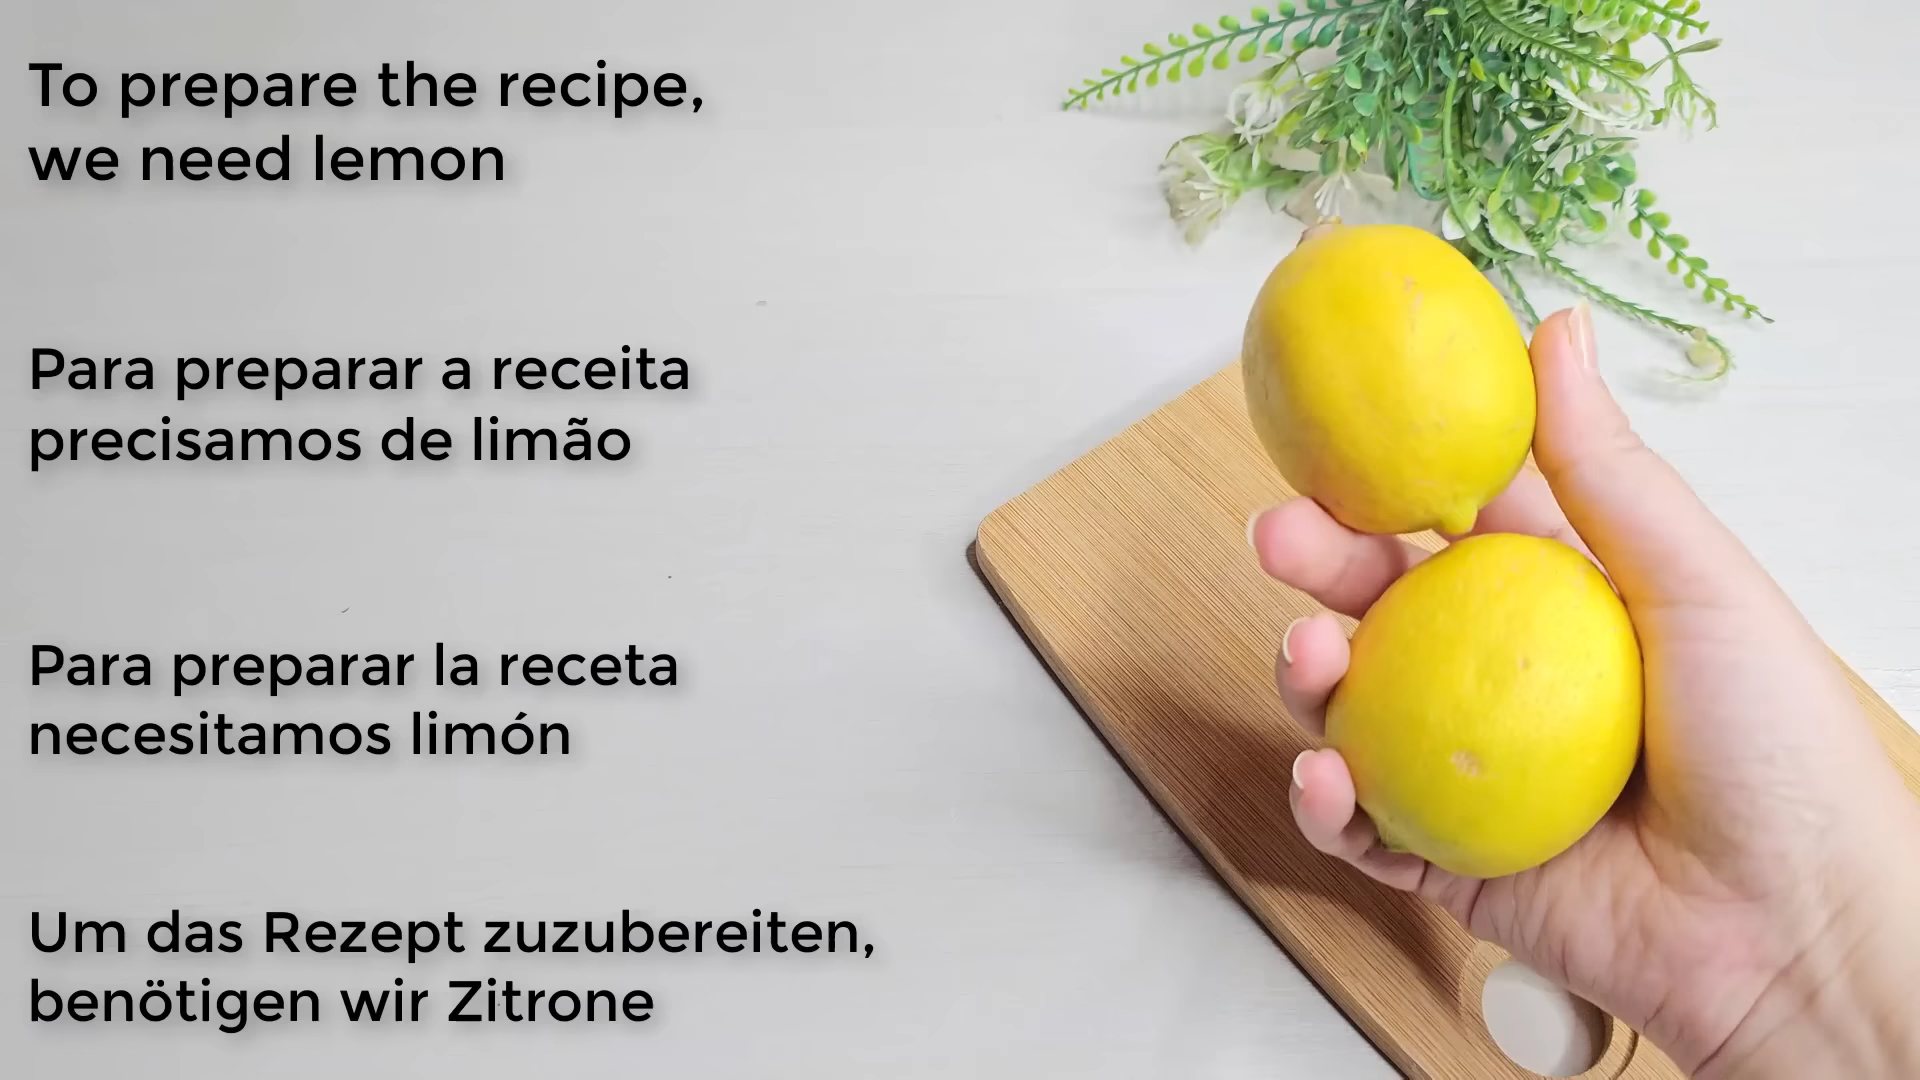 To prepare the recipe,
we need lemon
Para preparar a receita
precisamos de limão
Para preparar la receta
necesitamos limón
Um das Rezept zuzubereiten,
benötigen wir Zitrone